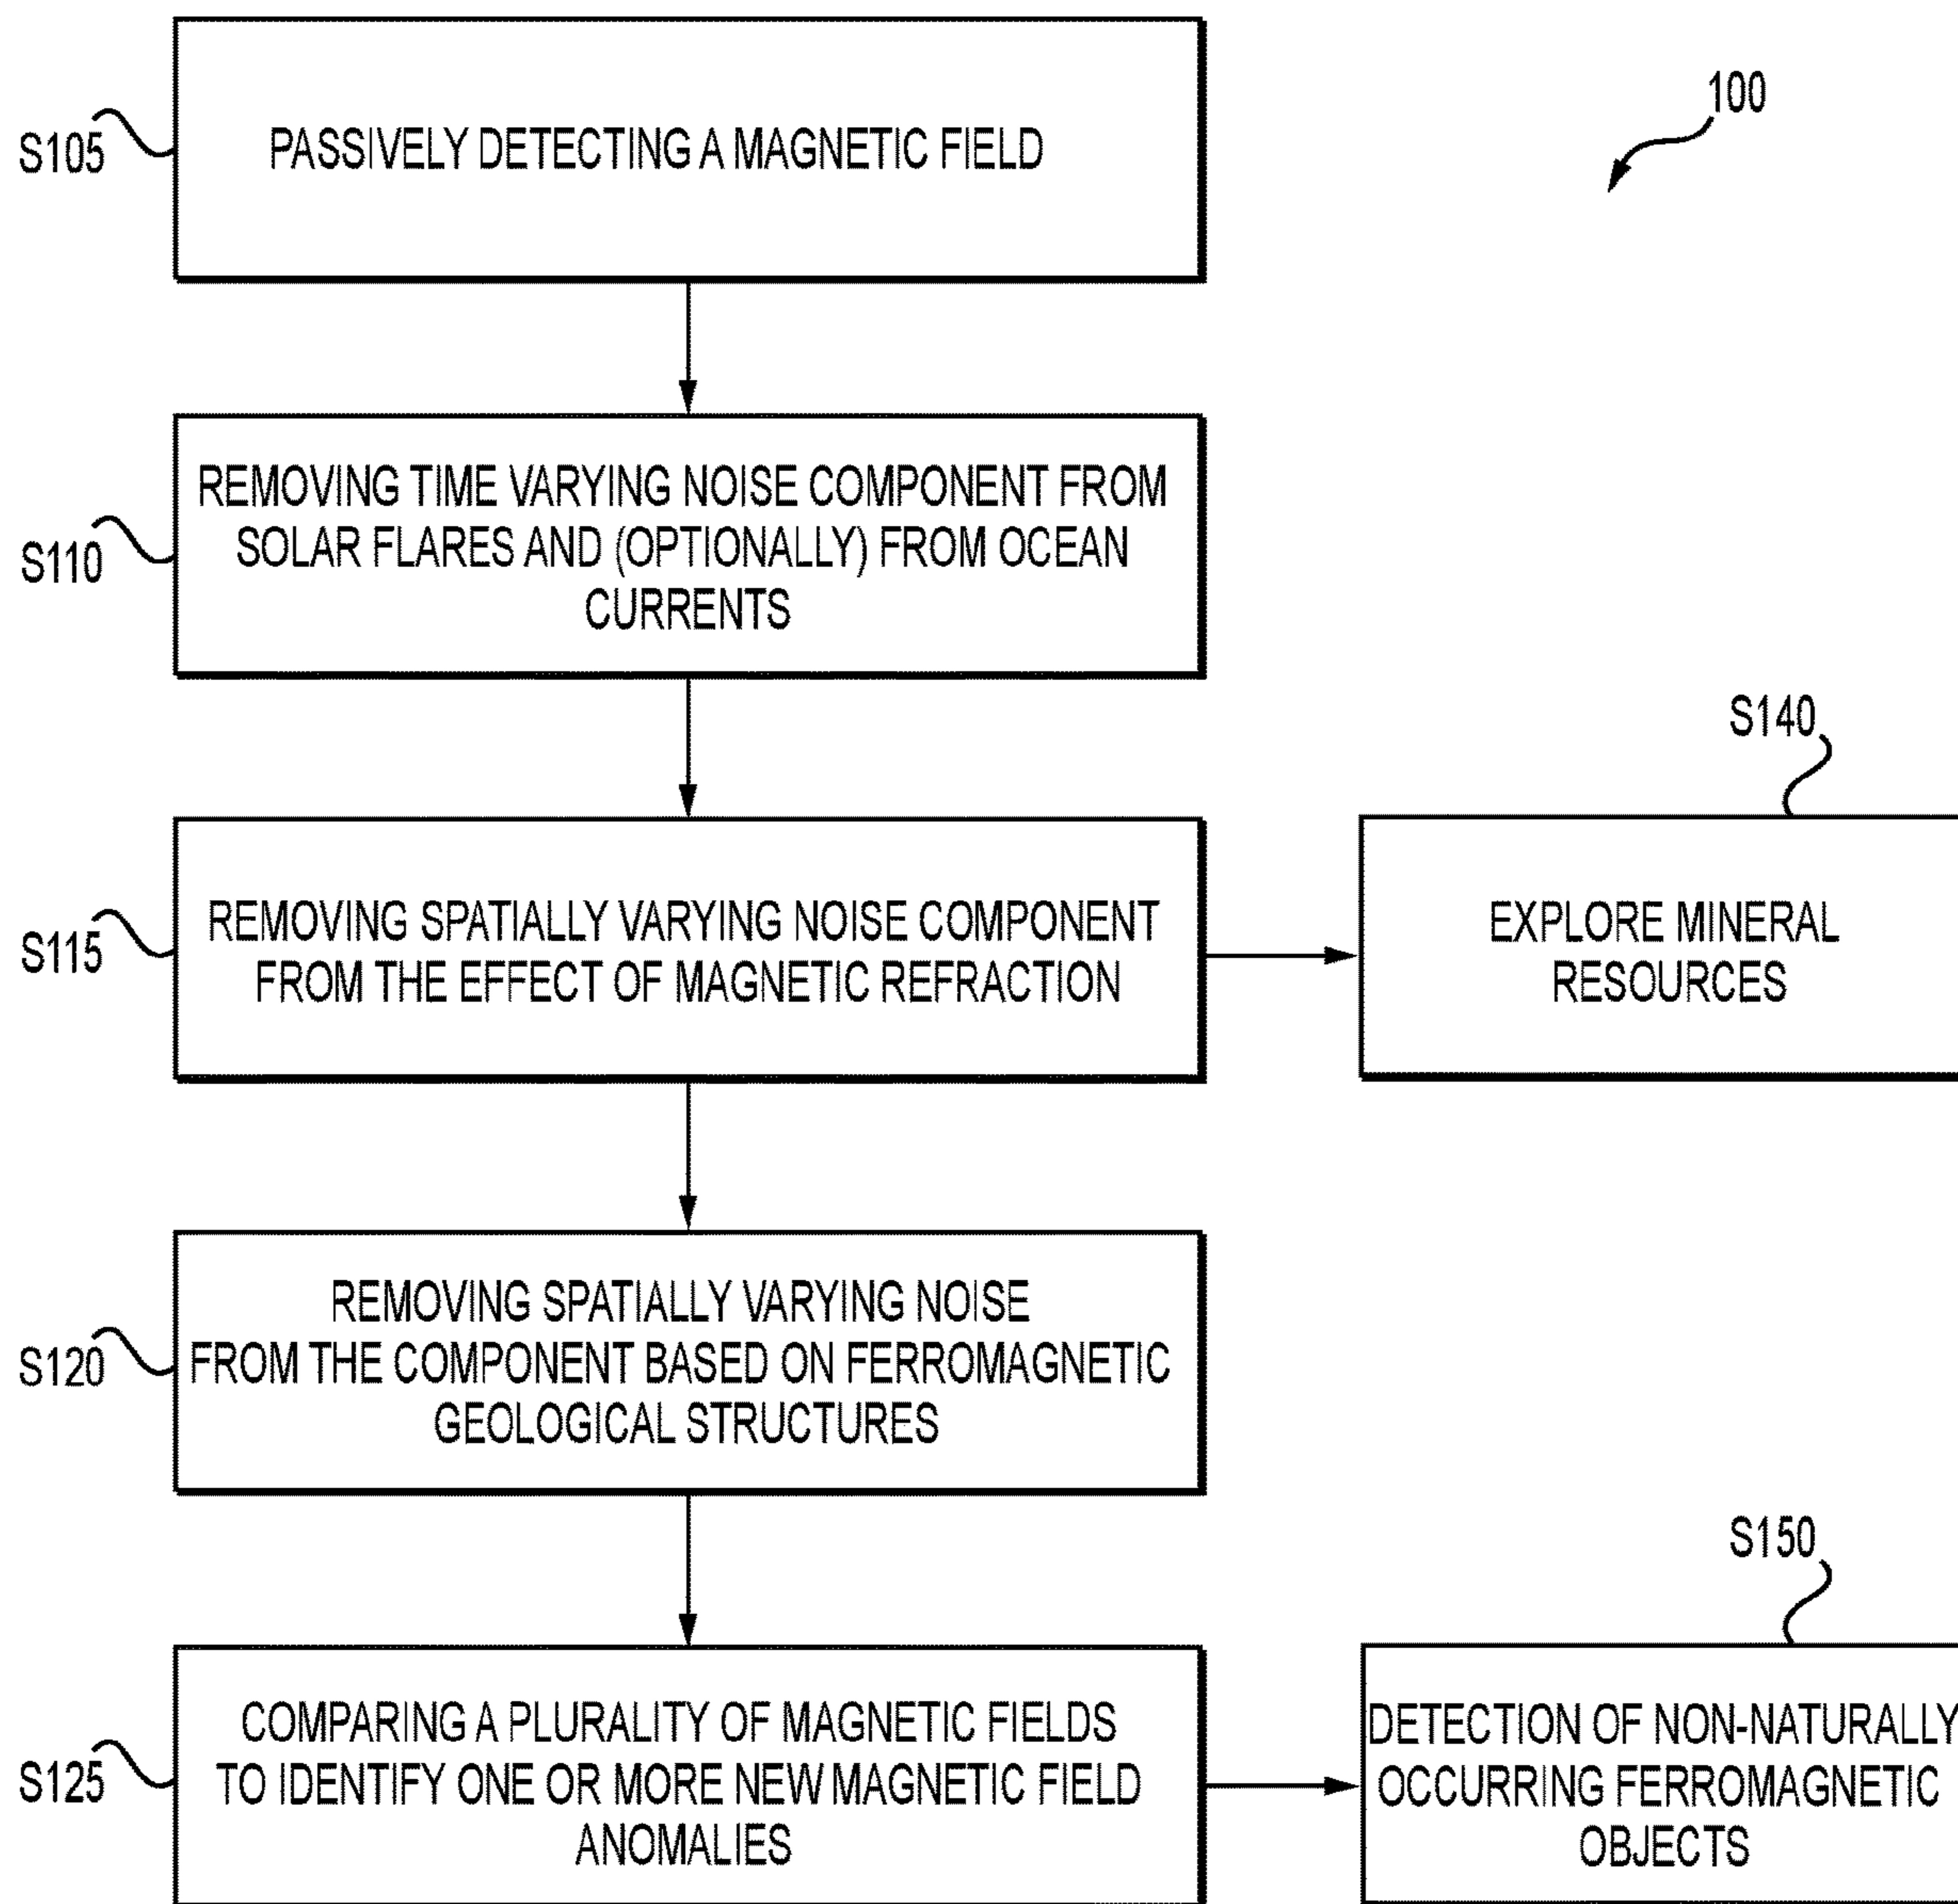 S105
PASSIVELY DETECTING A MAGNETIC FIELD
100
S110
REMOVING TIME VARYING NOISE COMPONENT FROM
SOLAR FLARES AND (OPTIONALLY) FROM OCEAN
CURRENTS
S115
REMOVING SPATIALLY VARYING NOISE COMPONENT
FROM THE EFFECT OF MAGNETIC REFRACTION
S140
EXPLORE MINERAL
RESOURCES
S120
REMOVING SPATIALLY VARYING NOISE
FROM THE COMPONENT BASED ON FERROMAGNETIC
GEOLOGICAL STRUCTURES
S125
COMPARING A PLURALITY OF MAGNETIC FIELDS
TO IDENTIFY ONE OR MORE NEW MAGNETIC FIELD
ANOMALIES
S150
DETECTION OF NON-NATURALLY
OCCURRING FERROMAGNETIC
OBJECTS